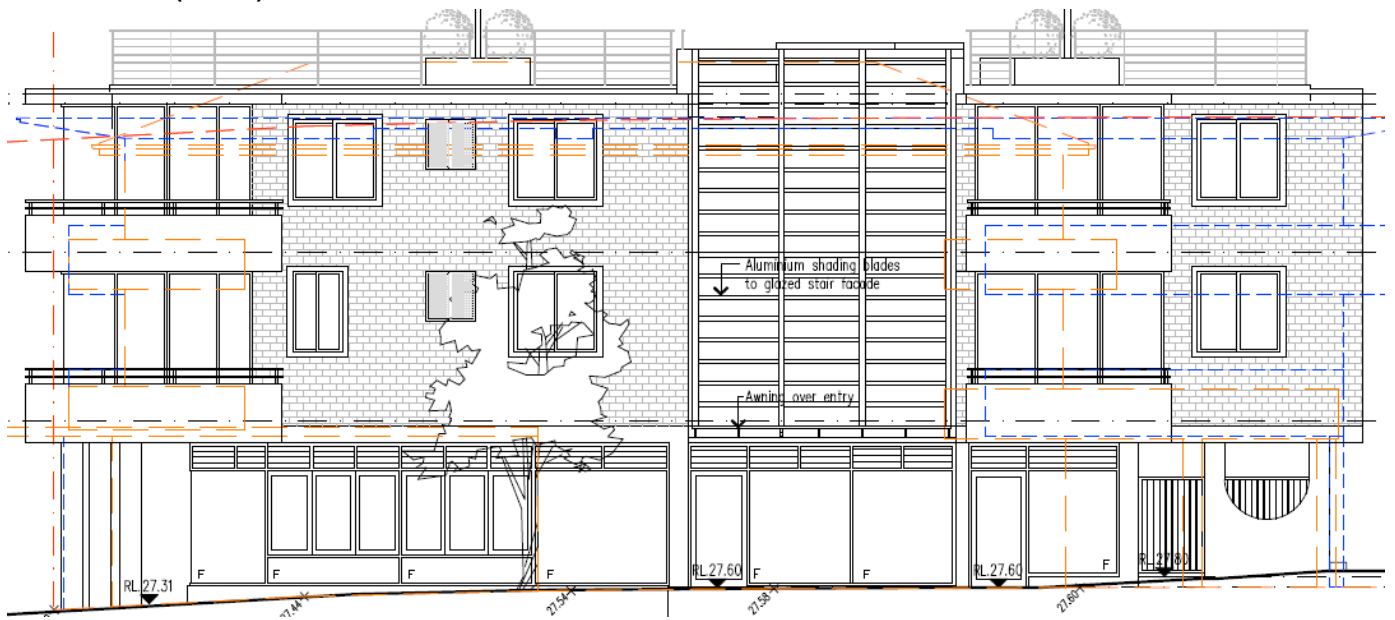 Aluminium shading blades
to glazed stair facade
Awning over entry
F
F
F
F
F
F
F
RL.27.31
RL.27.60
RL.27.60
RL.27.80
27.44
27.54
27.58
27.60